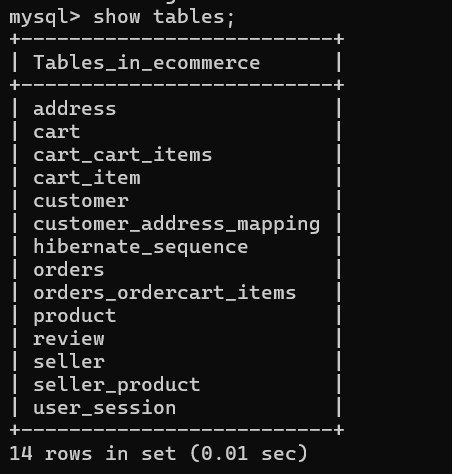 mysql> show tables;
+--------------------------+
| Tables_in_ecommerce      |
+--------------------------+
| address                  |
| cart                     |
| cart_cart_items          |
| cart_item                |
| customer                 |
| customer_address_mapping |
| hibernate_sequence       |
| orders                   |
| orders_ordercart_items   |
| product                  |
| review                   |
| seller                   |
| seller_product           |
| user_session             |
+--------------------------+
14 rows in set (0.01 sec)